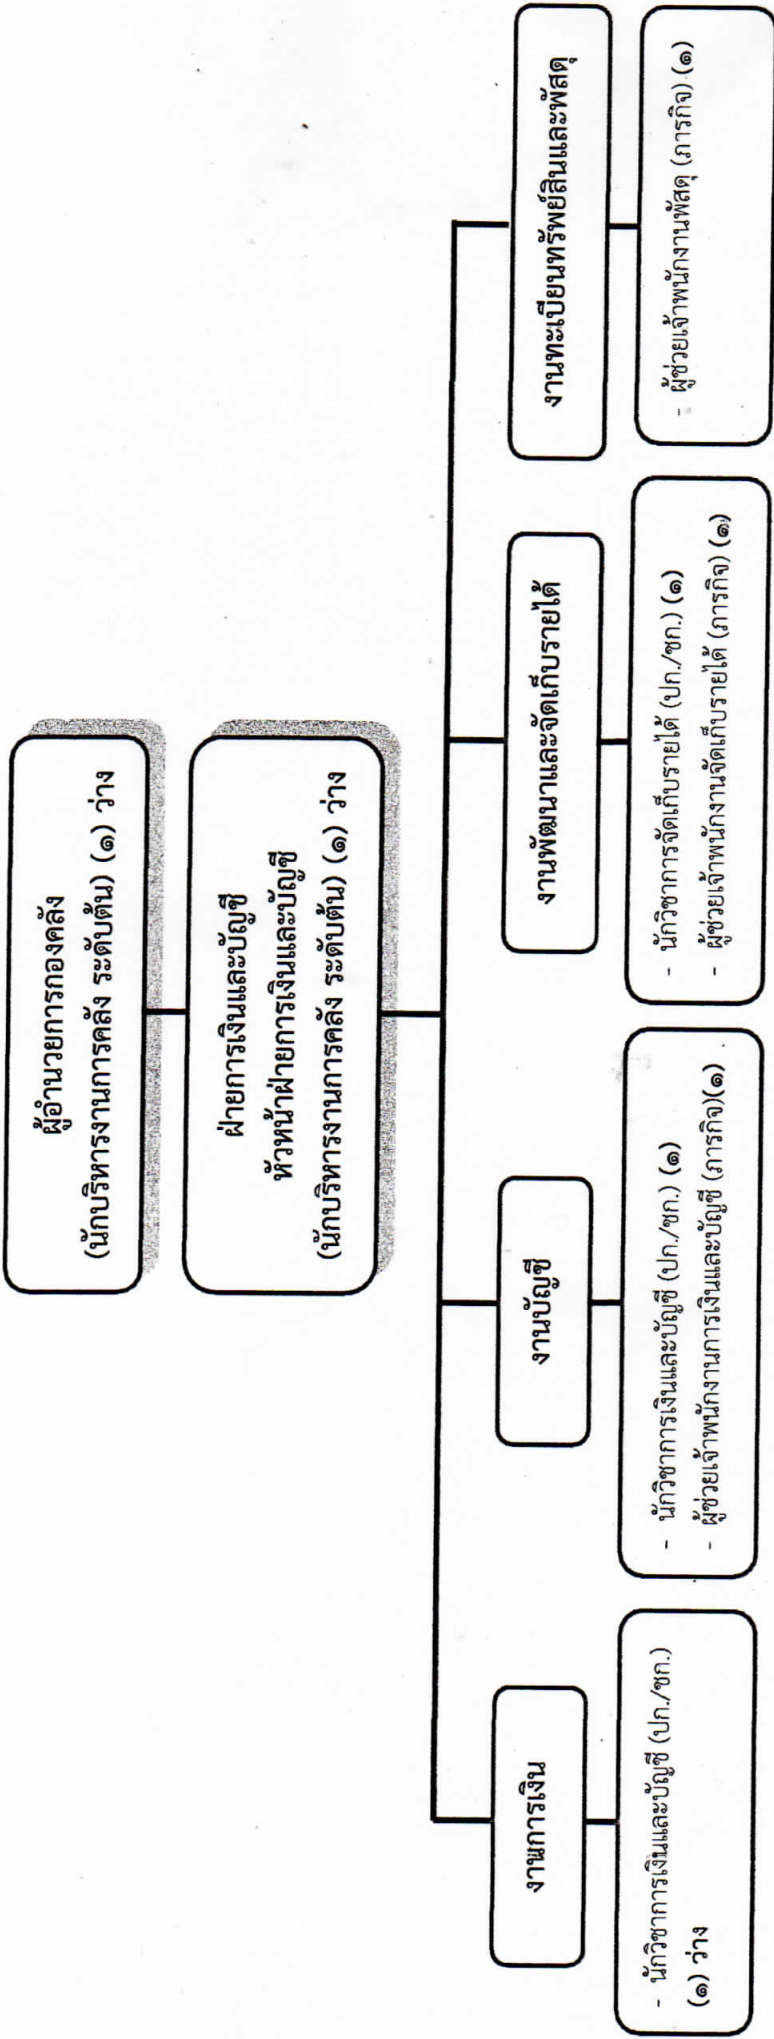 ผู้อำนวยการกองคลัง
(นักบริหารงานการคลัง ระดับต้น) (๑) ว่าง
ฝ่ายการเงินและบัญชี
หัวหน้าฝ่ายการเงินและบัญชี
(นักบริหารงานการคลัง ระดับต้น) (๑) ว่าง
งานการเงิน
- นักวิชาการเงินและบัญชี (ปก./ชก.)
(๑) ว่าง
งานบัญชี
- นักวิชาการเงินและบัญชี (ปก./ชก.) (๑)
- ผู้ช่วยเจ้าพนักงานการเงินและบัญชี (ภารกิจ)(๑)
งานพัฒนาและจัดเก็บรายได้
- นักวิชาการจัดเก็บรายได้ (ปก./ชก.) (๑)
- ผู้ช่วยเจ้าพนักงานจัดเก็บรายได้ (ภารกิจ) (๑)
งานทะเบียนทรัพย์สินและพัสดุ
- ผู้ช่วยเจ้าพนักงานพัสดุ (ภารกิจ) (๑)